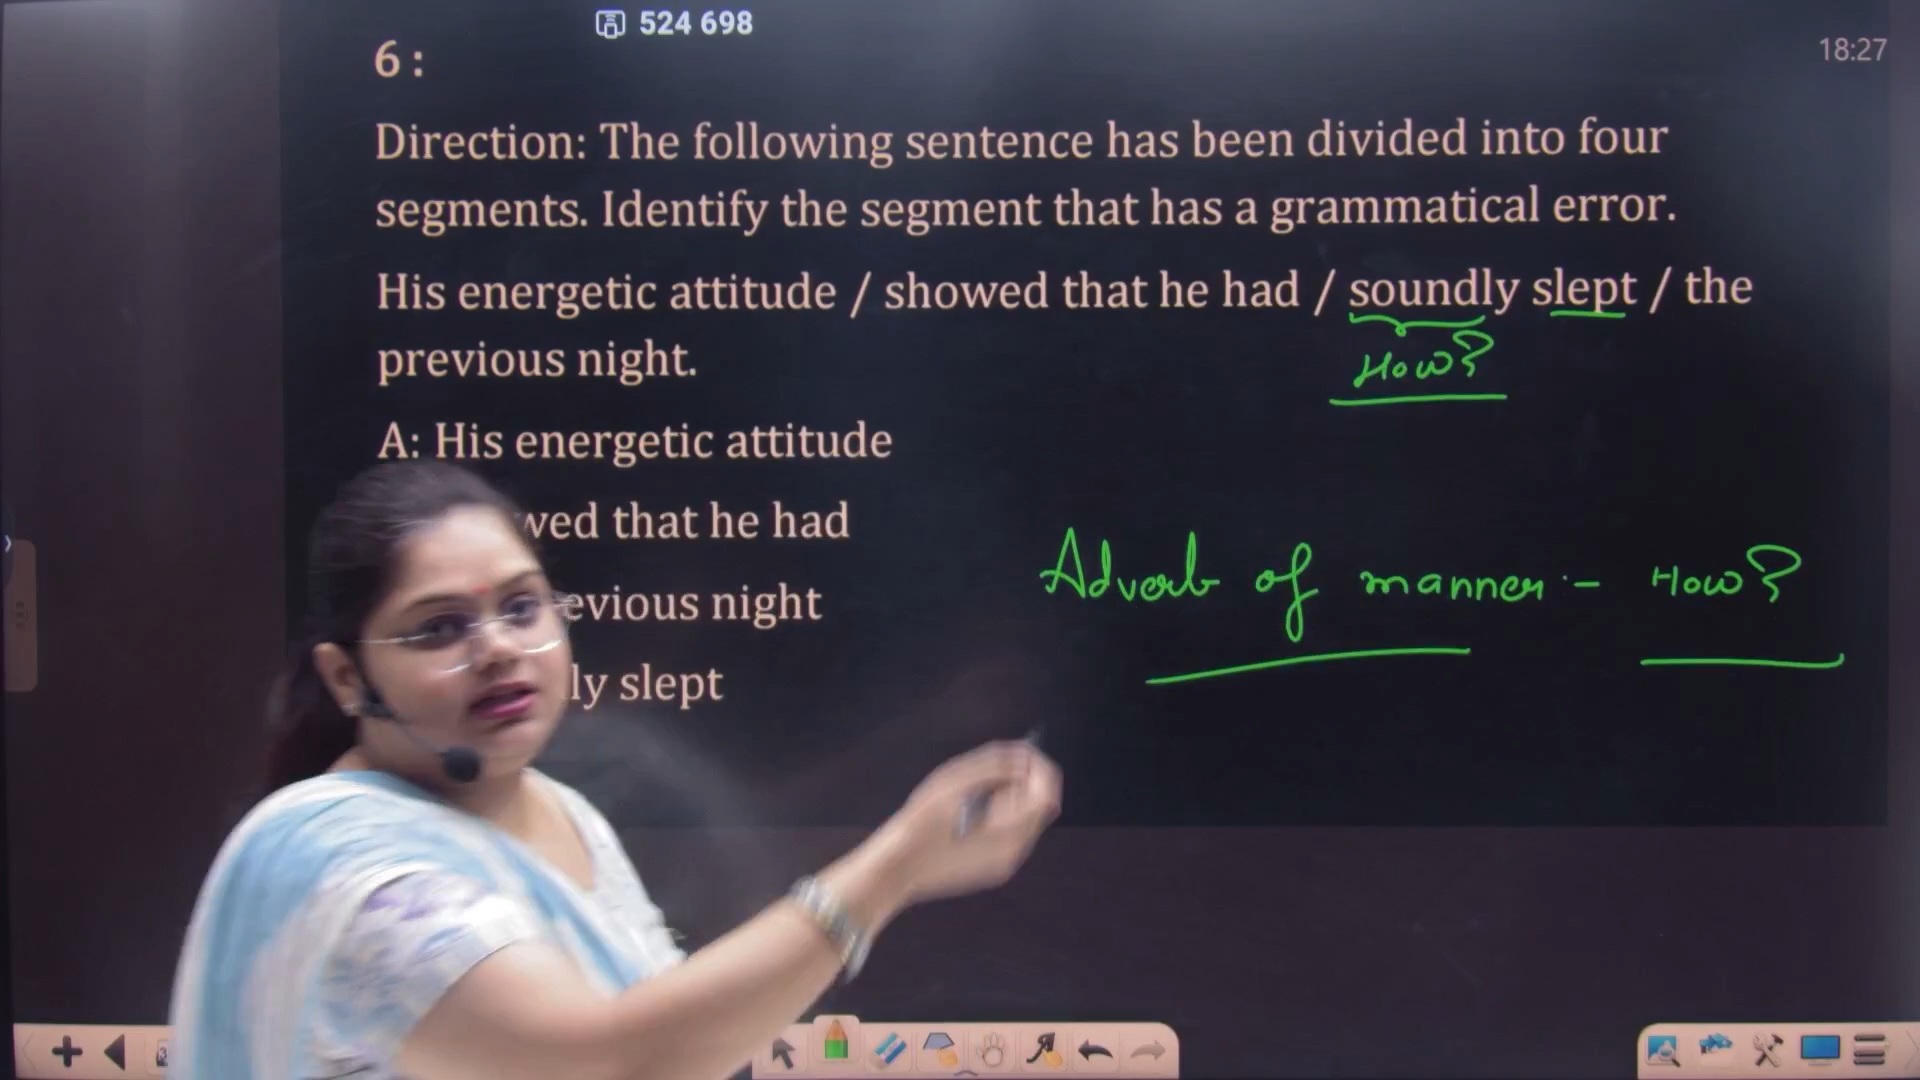 524 698
18:27
6 :
Direction: The following sentence has been divided into four
segments. Identify the segment that has a grammatical error.
His energetic attitude / showed that he had / soundly slept / the
previous night.
How?
A: His energetic attitude
wed that he had
Adverb of manner :- How?
evious night
ly slept